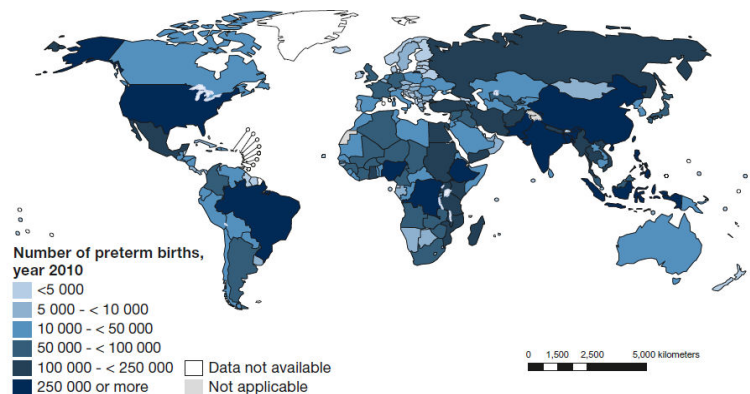 Number of preterm births,
year 2010
<5 000
5 000 - < 10 000
10 000 - < 50 000
50 000 - < 100 000
100 000 - < 250 000
250 000 or more
Data not available
Not applicable
0 1,500 2,500 5,000 kilometers